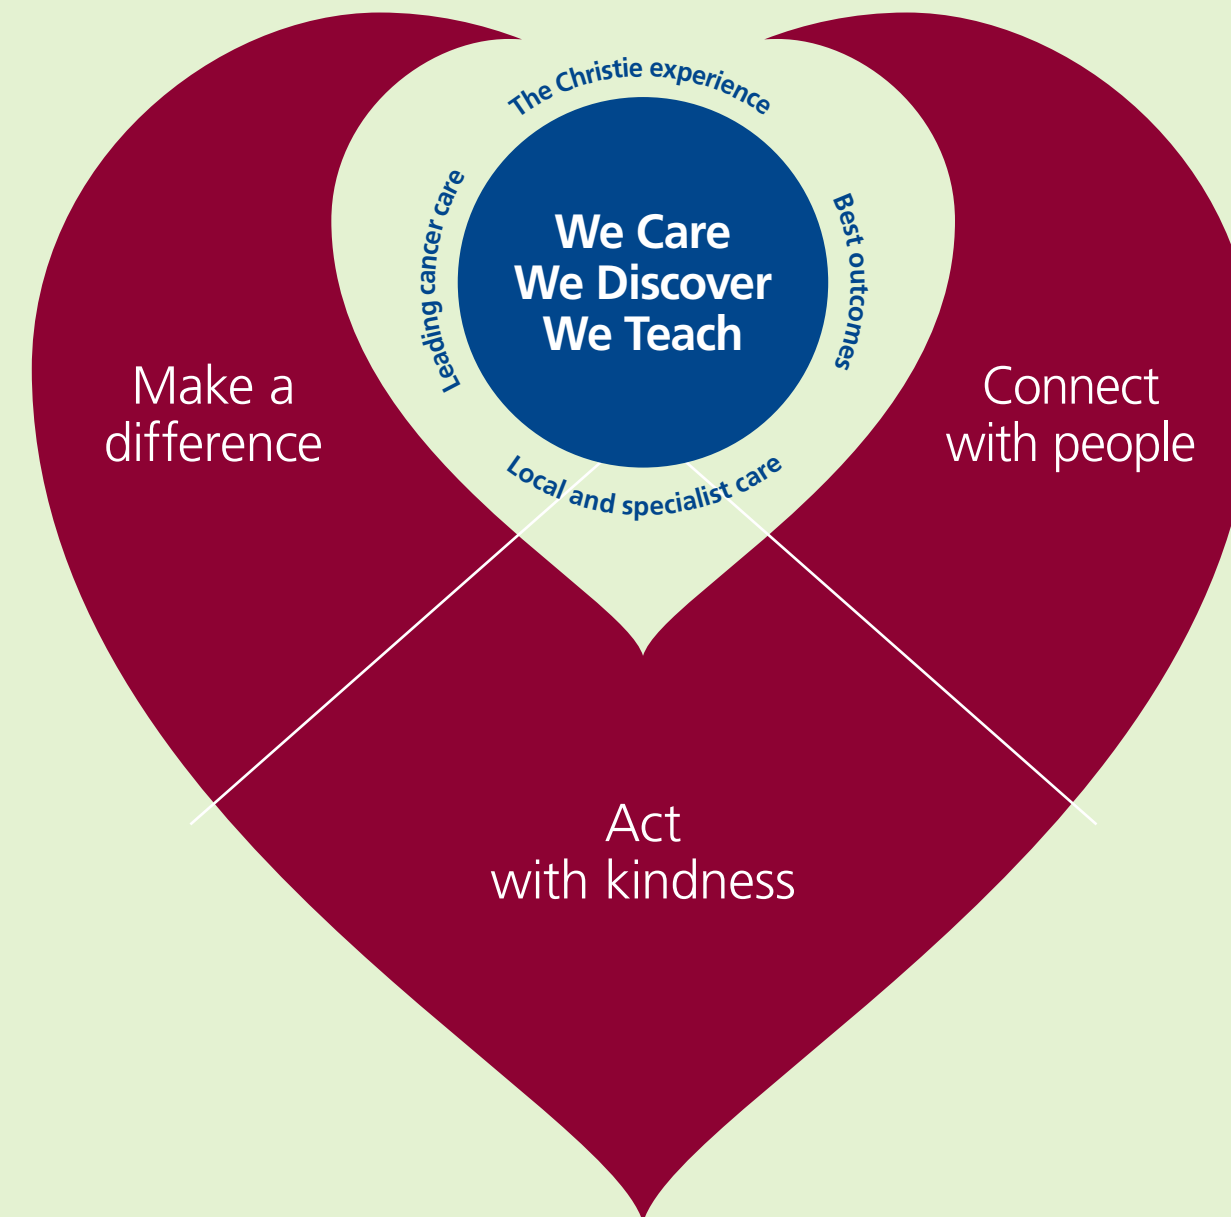 The Christie experience
Leading cancer care
We Care
We Discover
We Teach
Best outcomes
Local and specialist care
Make a
difference
Connect
with people
Act
with kindness